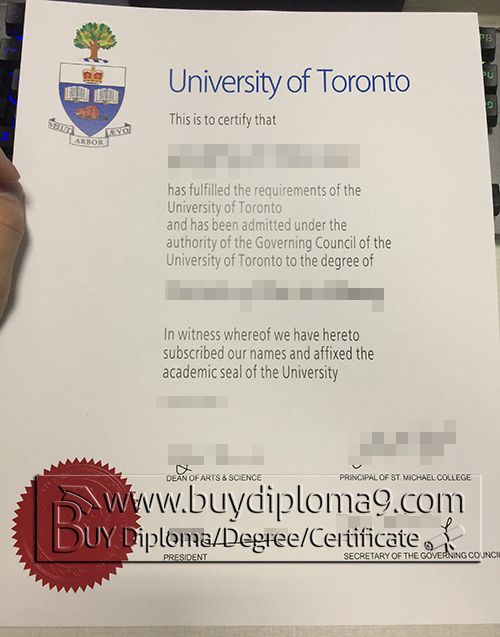 University of Toronto
This is to certify that
has fulfilled the requirements of the
University of Toronto
and has been admitted under the
authority of the Governing Council of the
University of Toronto to the degree of
In witness whereof we have hereto
subscribed our names and affixed the
academic seal of the University
VELUT ARBOR ÆVO
DEAN OF ARTS & SCIENCE
PRINCIPAL OF ST. MICHAEL COLLEGE
www.buydiploma9.com
BUY Diploma/Degree/Certificate
PRESIDENT
SECRETARY OF THE GOVERNING COUNCI